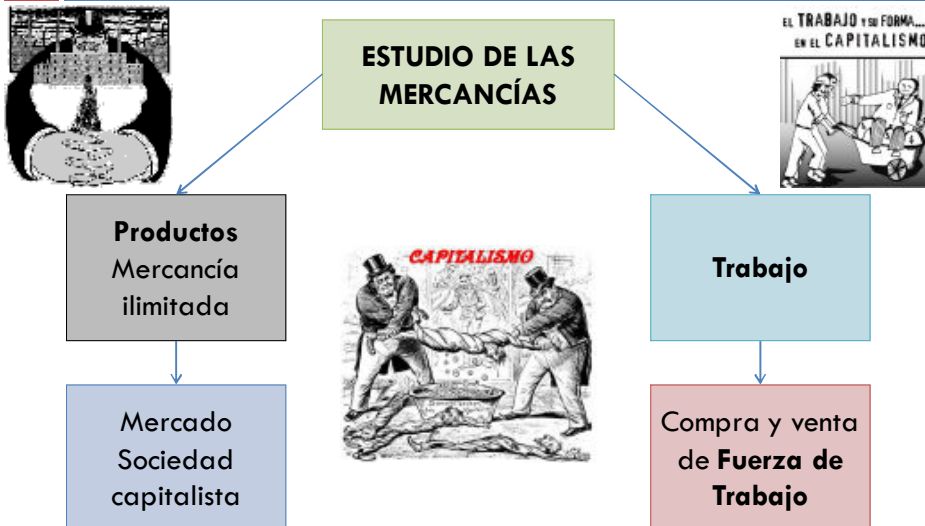 EL TRABAJO Y SU FORMA...
EN EL CAPITALISMO
ESTUDIO DE LAS
MERCANCÍAS
Productos
Mercancía
ilimitada
Trabajo
CAPITALISMO
Mercado
Sociedad
capitalista
Compra y venta
de Fuerza de
Trabajo